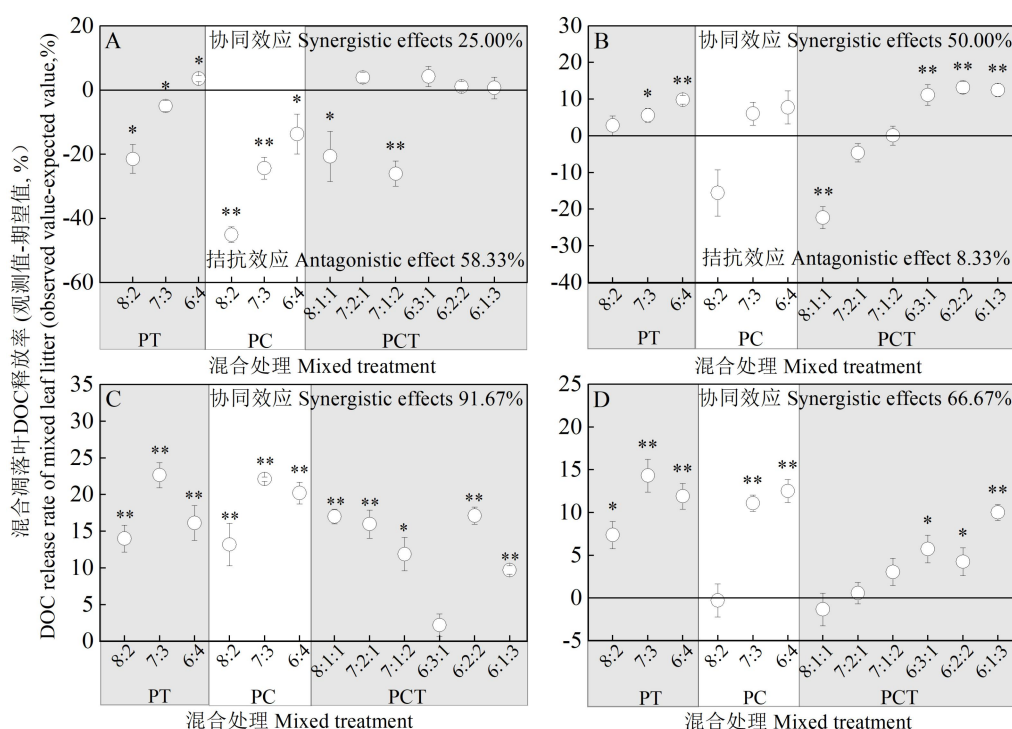 混合凋落叶DOC释放率 (观测值-期望值, %)
DOC release rate of mixed leaf litter (observed value-expected value,%)
A
协同效应 Synergistic effects 25.00%
20
0
-20
-40
-60
* * * ** ** * * **
拮抗效应 Antagonistic effect 58.33%
8:2 7:3 6:4 8:2 7:3 6:4 8:1:1 7:2:1 7:1:2 6:3:1 6:2:2 6:1:3
PT PC PCT
混合处理 Mixed treatment
B
协同效应 Synergistic effects 50.00%
30
20
10
0
-10
-20
-30
-40
* ** ** ** ** **
拮抗效应 Antagonistic effect 8.33%
8:2 7:3 6:4 8:2 7:3 6:4 8:1:1 7:2:1 7:1:2 6:3:1 6:2:2 6:1:3
PT PC PCT
混合处理 Mixed treatment
C
协同效应 Synergistic effects 91.67%
35
30
25
20
15
10
5
0
** ** ** ** ** ** ** ** * ** **
8:2 7:3 6:4 8:2 7:3 6:4 8:1:1 7:2:1 7:1:2 6:3:1 6:2:2 6:1:3
PT PC PCT
混合处理 Mixed treatment
D
协同效应 Synergistic effects 66.67%
25
20
15
10
5
0
-5
* ** ** ** ** * * **
8:2 7:3 6:4 8:2 7:3 6:4 8:1:1 7:2:1 7:1:2 6:3:1 6:2:2 6:1:3
PT PC PCT
混合处理 Mixed treatment